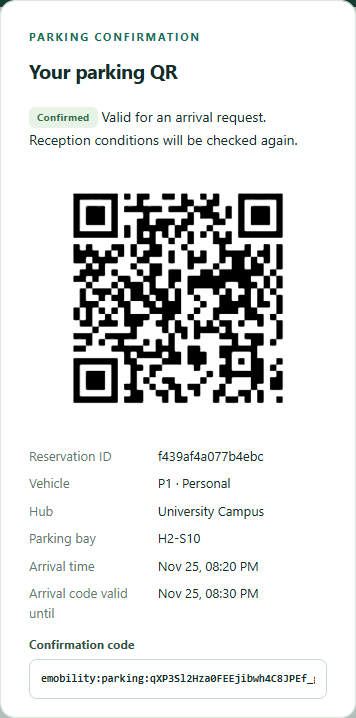 PARKING CONFIRMATION
Your parking QR
Confirmed Valid for an arrival request.
Reception conditions will be checked again.
Reservation ID f439af4a077b4ebc
Vehicle P1 · Personal
Hub University Campus
Parking bay H2-S10
Arrival time Nov 25, 08:20 PM
Arrival code valid until Nov 25, 08:30 PM
Confirmation code
emobility:parking:qXP3Sl2Hza0FEEjibwh4C8JPEf_